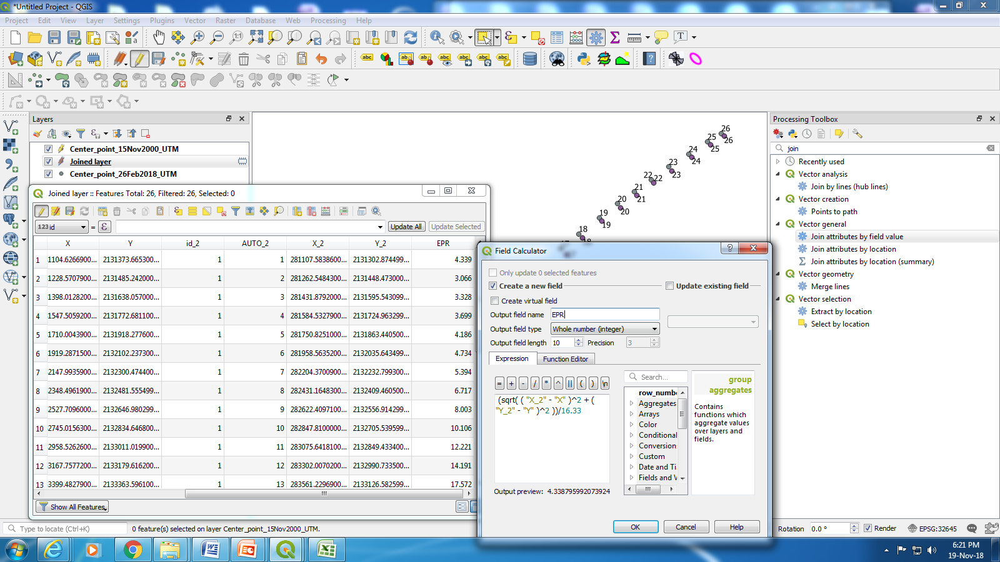 *Untitled Project - QGIS
Project Edit View Layer Settings Plugins Vector Raster Database Web Processing Help
Layers
Center_point_15Nov2000_UTM
Joined layer
Center_point_26Feb2018_UTM
26
25 26
24 25
23 24
22 22 23
21
20 21
19 20
18 19
Processing Toolbox
join
Recently used
Vector analysis
Join by lines (hub lines)
Vector creation
Points to path
Vector general
Join attributes by field value
Join attributes by location
Join attributes by location (summary)
Vector geometry
Merge lines
Vector selection
Extract by location
Select by location
Joined layer :: Features Total: 26, Filtered: 26, Selected: 0
123 id = ε Update All Update Selected
X Y id_2 AUTO_2 X_2 Y_2 EPR
1 1104.6266900... 2131373.665300... 1 1 281107.5838600... 2131302.874499... 4.339
2 1228.5707900... 2131485.242000... 1 2 281262.5484300... 2131448.473000... 3.066
3 1398.0128200... 2131638.057000... 1 3 281431.8792000... 2131595.543099... 3.328
4 1547.5059200... 2131772.681100... 1 4 281584.5327900... 2131724.963299... 3.699
5 1710.0043900... 2131918.277600... 1 5 281750.8251000... 2131863.440500... 4.186
6 1919.2871500... 2132102.237300... 1 6 281958.5635200... 2132035.643499... 4.734
7 2147.9935900... 2132300.474400... 1 7 282204.3700900... 2132232.799300... 5.394
8 2348.4961900... 2132481.555499... 1 8 282431.1648300... 2132409.460500... 6.717
9 2527.7096000... 2132646.980299... 1 9 282622.4097100... 2132556.914299... 8.003
10 2745.0156300... 2132834.646800... 1 10 282847.8100000... 2132705.539599... 10.106
11 2958.5262600... 2133011.019900... 1 11 283075.6418100... 2132849.433400... 12.221
12 3167.7577200... 2133179.616200... 1 12 283302.0070200... 2132990.733500... 14.191
13 3399.4827900... 2133363.596100... 1 13 283561.2296900... 2133126.582599... 17.572
Show All Features
Field Calculator
Only update 0 selected features
Create a new field Update existing field
Create virtual field
Output field name EPR
Output field type Whole number (integer)
Output field length 10 Precision 3
Expression Function Editor
= + - / * ^ || ( ) \n
(sqrt( ( "X_2" - "X" )^2 + (
"Y_2" - "Y" )^2 ))/16.33
Output preview: 4.338795992073924
Search...
row_numbe
Aggregates
Arrays
Color
Conditional
Conversions
Custom
Date and Ti
Fields and V
group
aggregates
Contains
functions which
aggregate values
over layers and
fields.
OK Cancel Help
Type to locate (Ctrl+K) 0 feature(s) selected on layer Center_point_15Nov2000_UTM. Rotation 0.0 ° Render EPSG:32645
6:21 PM
19-Nov-18